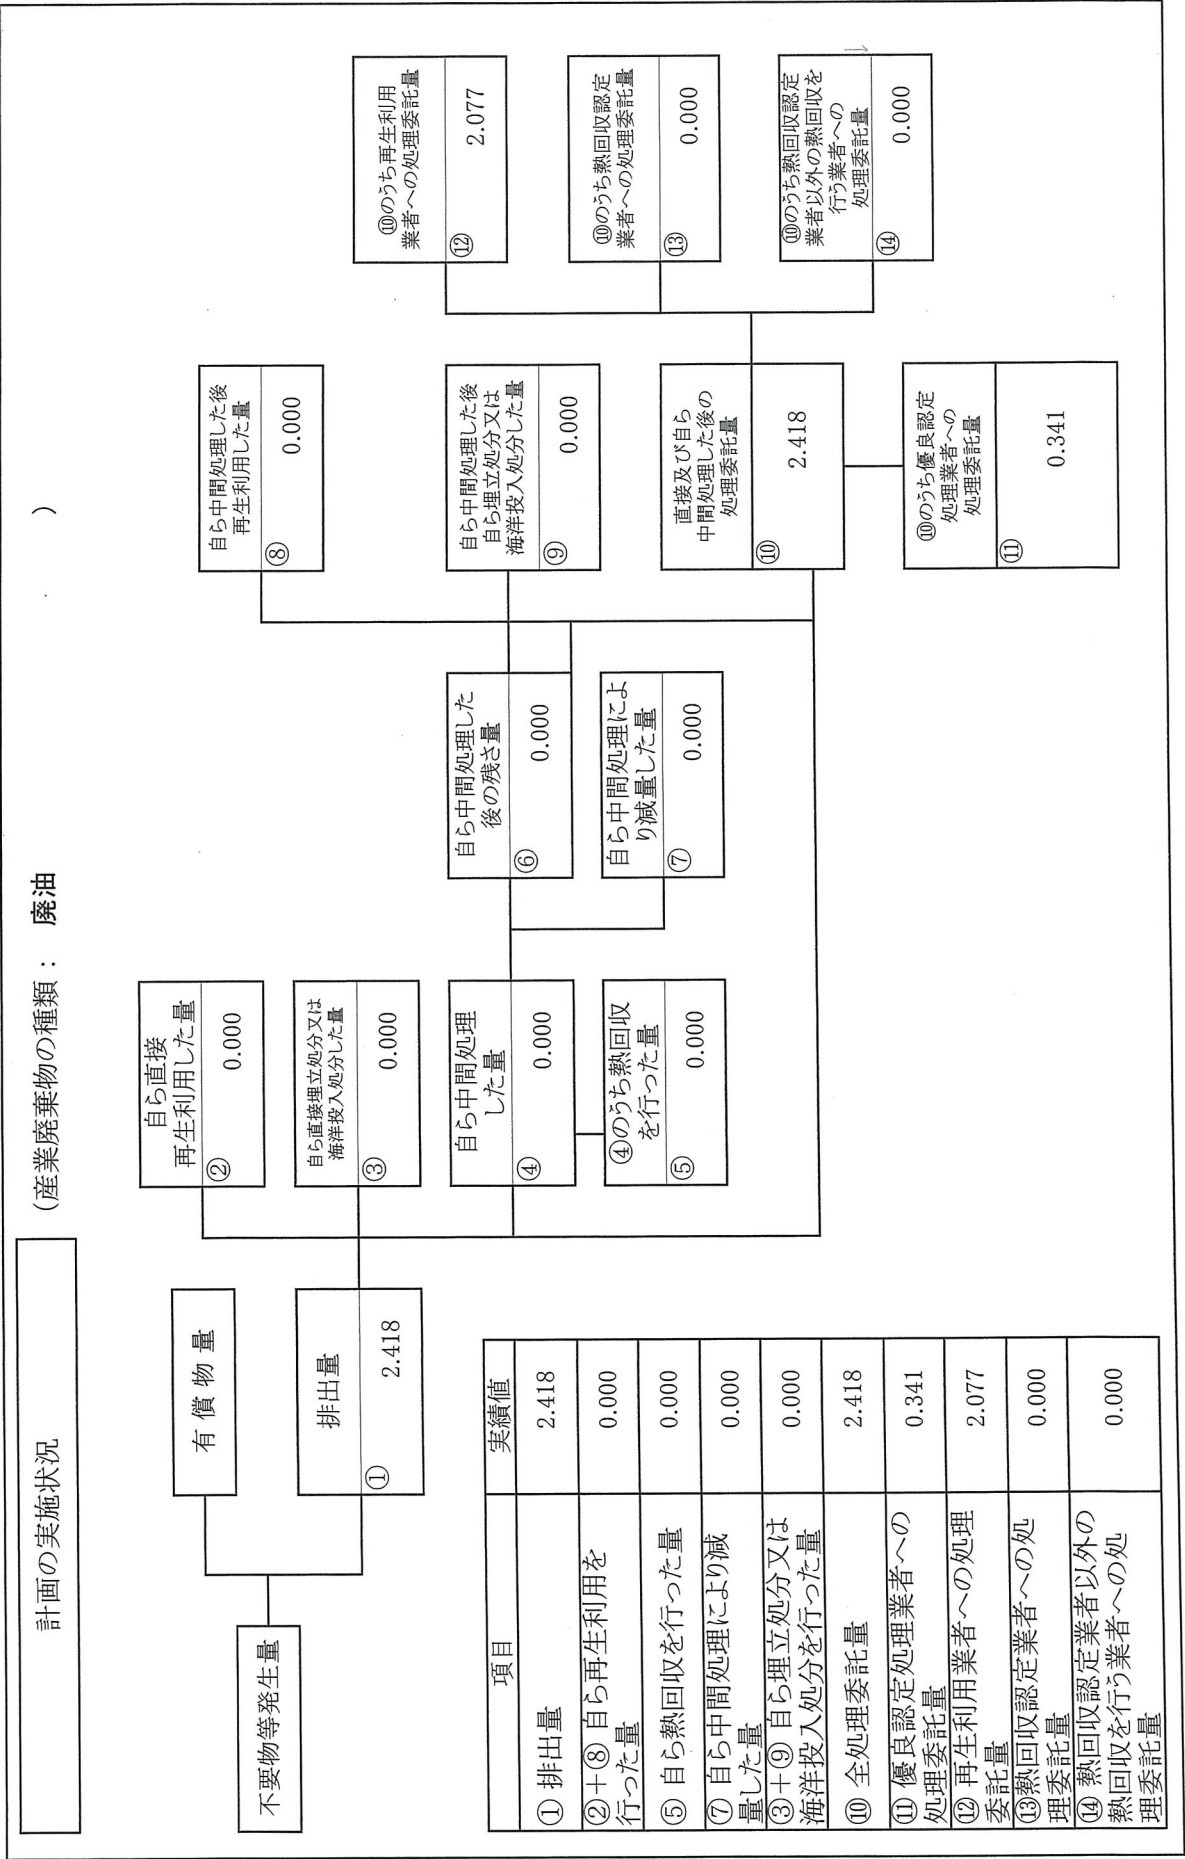 計画の実施状況
(産業廃棄物の種類： 廃油 )
不要物等発生量
有 償 物 量
排出量
①
2.418
自ら直接
再生利用した量
②
0.000
自ら直接埋立処分又は
海洋投入処分した量
③
0.000
自ら中間処理
した量
④
0.000
④のうち熱回収
を行った量
⑤
0.000
自ら中間処理した
後の残さ量
⑥
0.000
自ら中間処理によ
り減量した量
⑦
0.000
自ら中間処理した後
再生利用した量
⑧
0.000
自ら中間処理した後
自ら埋立処分又は
海洋投入処分した量
⑨
0.000
直接及び自ら
中間処理した後の
処理委託量
⑩
2.418
⑩のうち優良認定
処理業者への
処理委託量
⑪
0.341
⑩のうち再生利用
業者への処理委託量
⑫
2.077
⑩のうち熱回収認定
業者への処理委託量
⑬
0.000
⑩のうち熱回収認定
業者以外の熱回収を
行う業者への
処理委託量
⑭
0.000
項目 実績値
① 排出量 2.418
②＋⑧ 自ら再生利用を
行った量 0.000
⑤ 自ら熱回収を行った量 0.000
⑦ 自ら中間処理により減
量した量 0.000
③＋⑨ 自ら埋立処分又は
海洋投入処分を行った量 0.000
⑩ 全処理委託量 2.418
⑪ 優良認定処理業者への
処理委託量 0.341
⑫ 再生利用業者への処理
委託量 2.077
⑬熱回収認定業者への処
理委託量 0.000
⑭ 熱回収認定業者以外の
熱回収を行う業者への処
理委託量 0.000